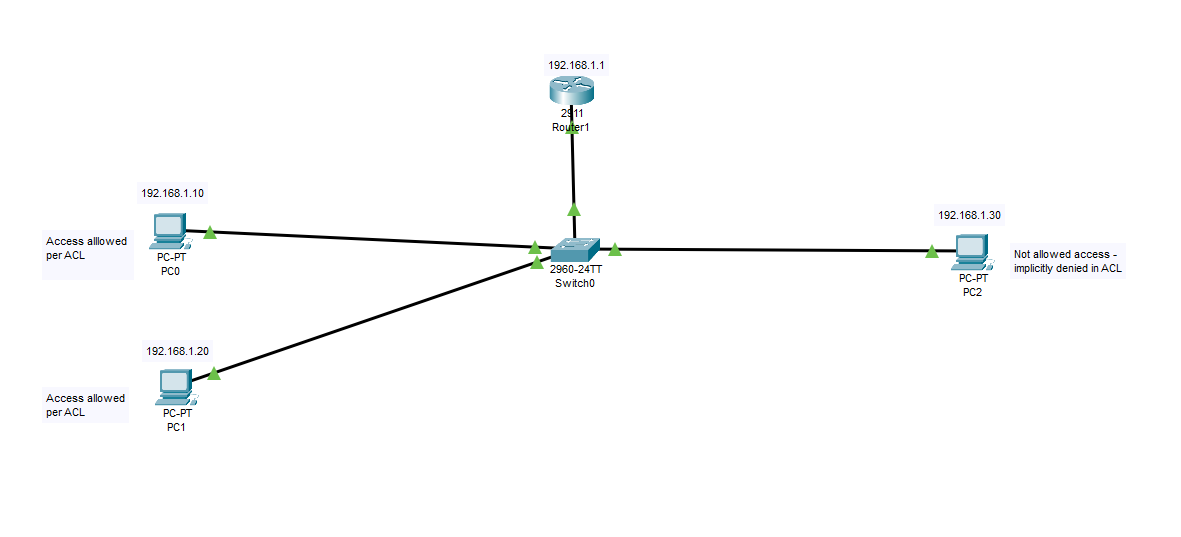 192.168.1.1
2911
Router1
192.168.1.10
Access alllowed
per ACL
PC-PT
PC0
192.168.1.30
Not allowed access -
implicitly denied in ACL
PC-PT
PC2
2960-24TT
Switch0
192.168.1.20
Access allowed
per ACL
PC-PT
PC1